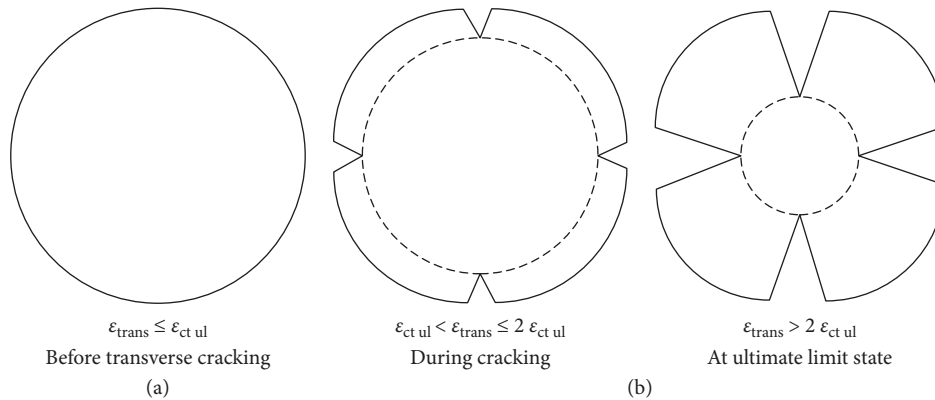 ε_trans ≤ ε_ct ul
Before transverse cracking
(a)
ε_ct ul < ε_trans ≤ 2 ε_ct ul
During cracking
ε_trans > 2 ε_ct ul
At ultimate limit state
(b)